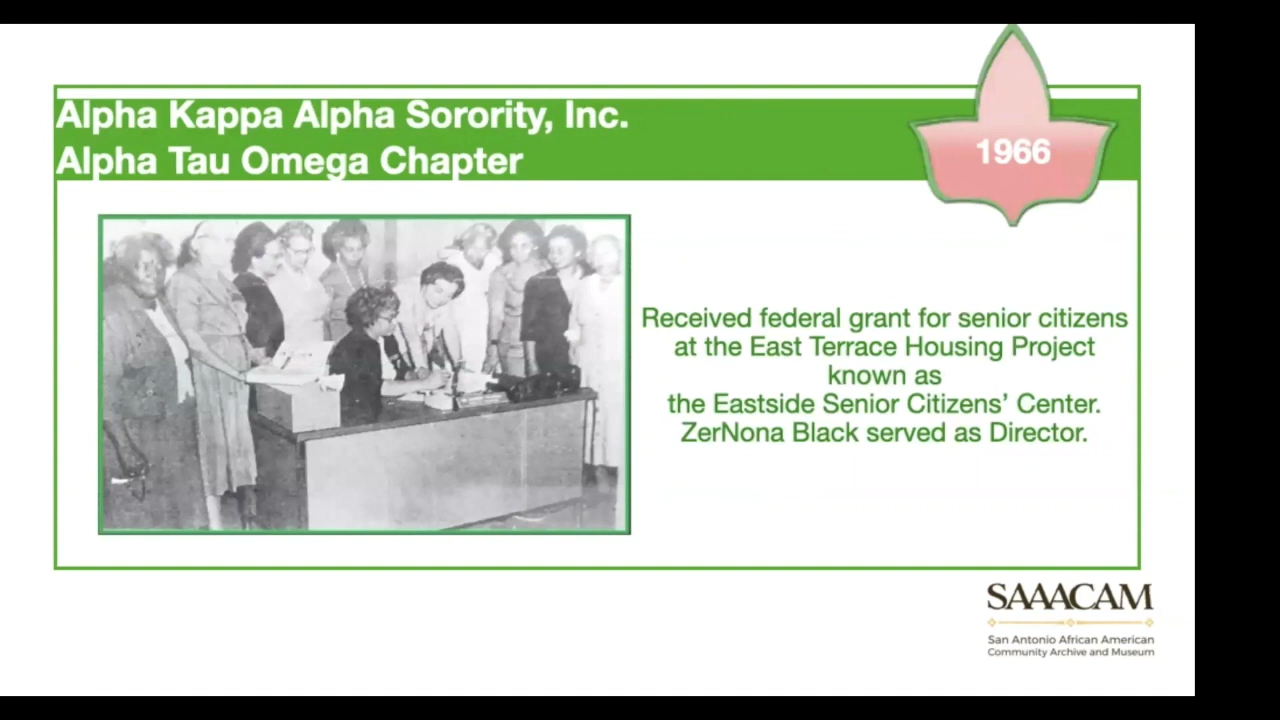 Alpha Kappa Alpha Sorority, Inc.
Alpha Tau Omega Chapter
1966
Received federal grant for senior citizens
at the East Terrace Housing Project
known as
the Eastside Senior Citizens’ Center.
ZerNona Black served as Director.
SAAACAM
San Antonio African American
Community Archive and Museum